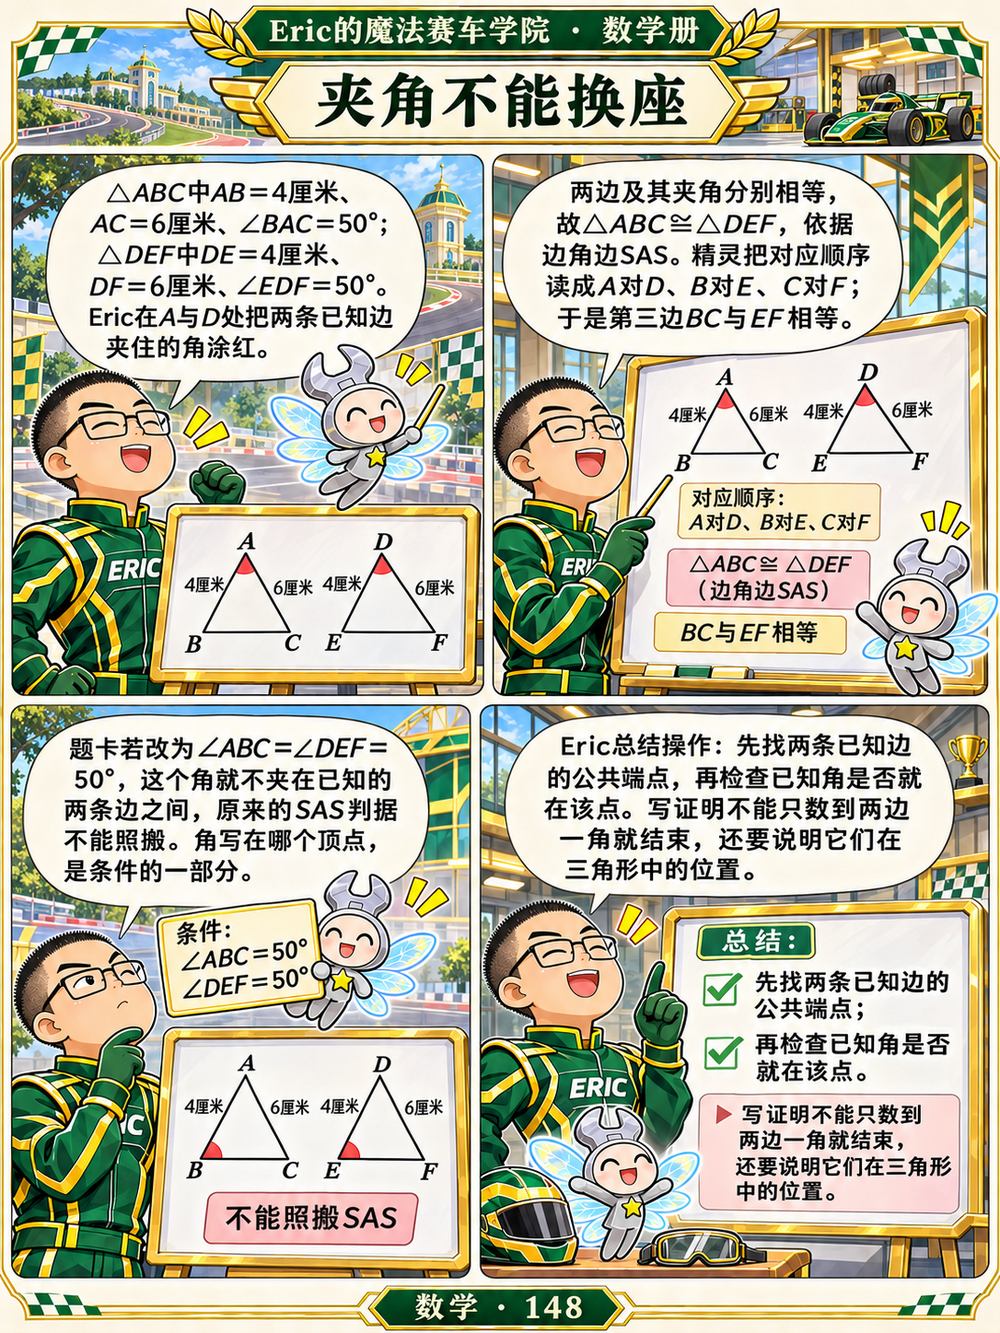 Eric的魔法赛车学院 · 数学册
夹角不能换座
△ABC中AB=4厘米、
AC=6厘米、∠BAC=50°；
△DEF中DE=4厘米、
DF=6厘米、∠EDF=50°。
Eric在A与D处把两条已知边
夹住的角涂红。
ERIC
A
D
4厘米
6厘米
4厘米
6厘米
B
C
E
F
两边及其夹角分别相等，
故△ABC≅△DEF，依据
边角边SAS。精灵把对应顺序
读成A对D、B对E、C对F；
于是第三边BC与EF相等。
ERI
A
D
4厘米
6厘米
4厘米
6厘米
B
C
E
F
对应顺序：
A对D、B对E、C对F
△ABC≅△DEF
（边角边SAS）
BC与EF相等
题卡若改为∠ABC=∠DEF=
50°，这个角就不夹在已知的
两条边之间，原来的SAS判据
不能照搬。角写在哪个顶点，
是条件的一部分。
条件：
∠ABC=50°
∠DEF=50°
IC
A
D
4厘米
6厘米
4厘米
6厘米
B
C
E
F
不能照搬SAS
Eric总结操作：先找两条已知边
的公共端点，再检查已知角是否就
在该点。写证明不能只数到两边
一角就结束，还要说明它们在
三角形中的位置。
ERIC
总结：
先找两条已知边的
公共端点；
再检查已知角是否
就在该点。
写证明不能只数到
两边一角就结束，
还要说明它们在三角形
中的位置。
数学 · 148